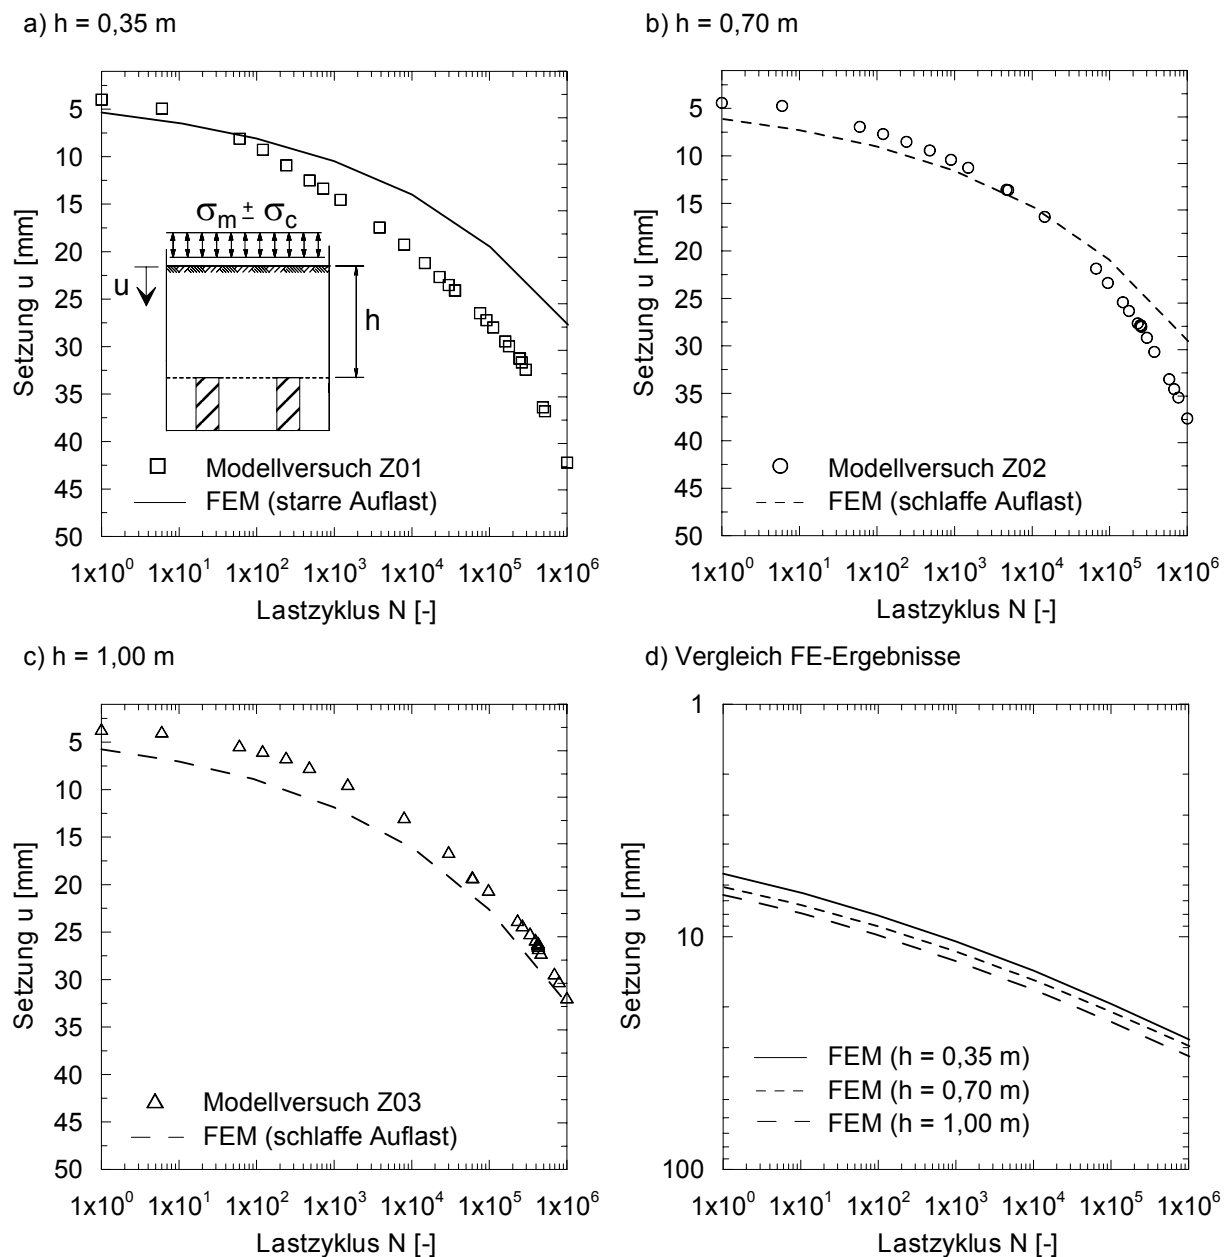 a) h = 0,35 m
Setzung u [mm]
5
10
15
20
25
30
35
40
45
50
σm ± σc
u
h
Modellversuch Z01
FEM (starre Auflast)
1x10⁰ 1x10¹ 1x10² 1x10³ 1x10⁴ 1x10⁵ 1x10⁶
Lastzyklus N [-]
b) h = 0,70 m
Setzung u [mm]
5
10
15
20
25
30
35
40
45
50
Modellversuch Z02
FEM (schlaffe Auflast)
1x10⁰ 1x10¹ 1x10² 1x10³ 1x10⁴ 1x10⁵ 1x10⁶
Lastzyklus N [-]
c) h = 1,00 m
Setzung u [mm]
5
10
15
20
25
30
35
40
45
50
Modellversuch Z03
FEM (schlaffe Auflast)
1x10⁰ 1x10¹ 1x10² 1x10³ 1x10⁴ 1x10⁵ 1x10⁶
Lastzyklus N [-]
d) Vergleich FE-Ergebnisse
Setzung u [mm]
1
10
100
FEM (h = 0,35 m)
FEM (h = 0,70 m)
FEM (h = 1,00 m)
1x10⁰ 1x10¹ 1x10² 1x10³ 1x10⁴ 1x10⁵ 1x10⁶
Lastzyklus N [-]